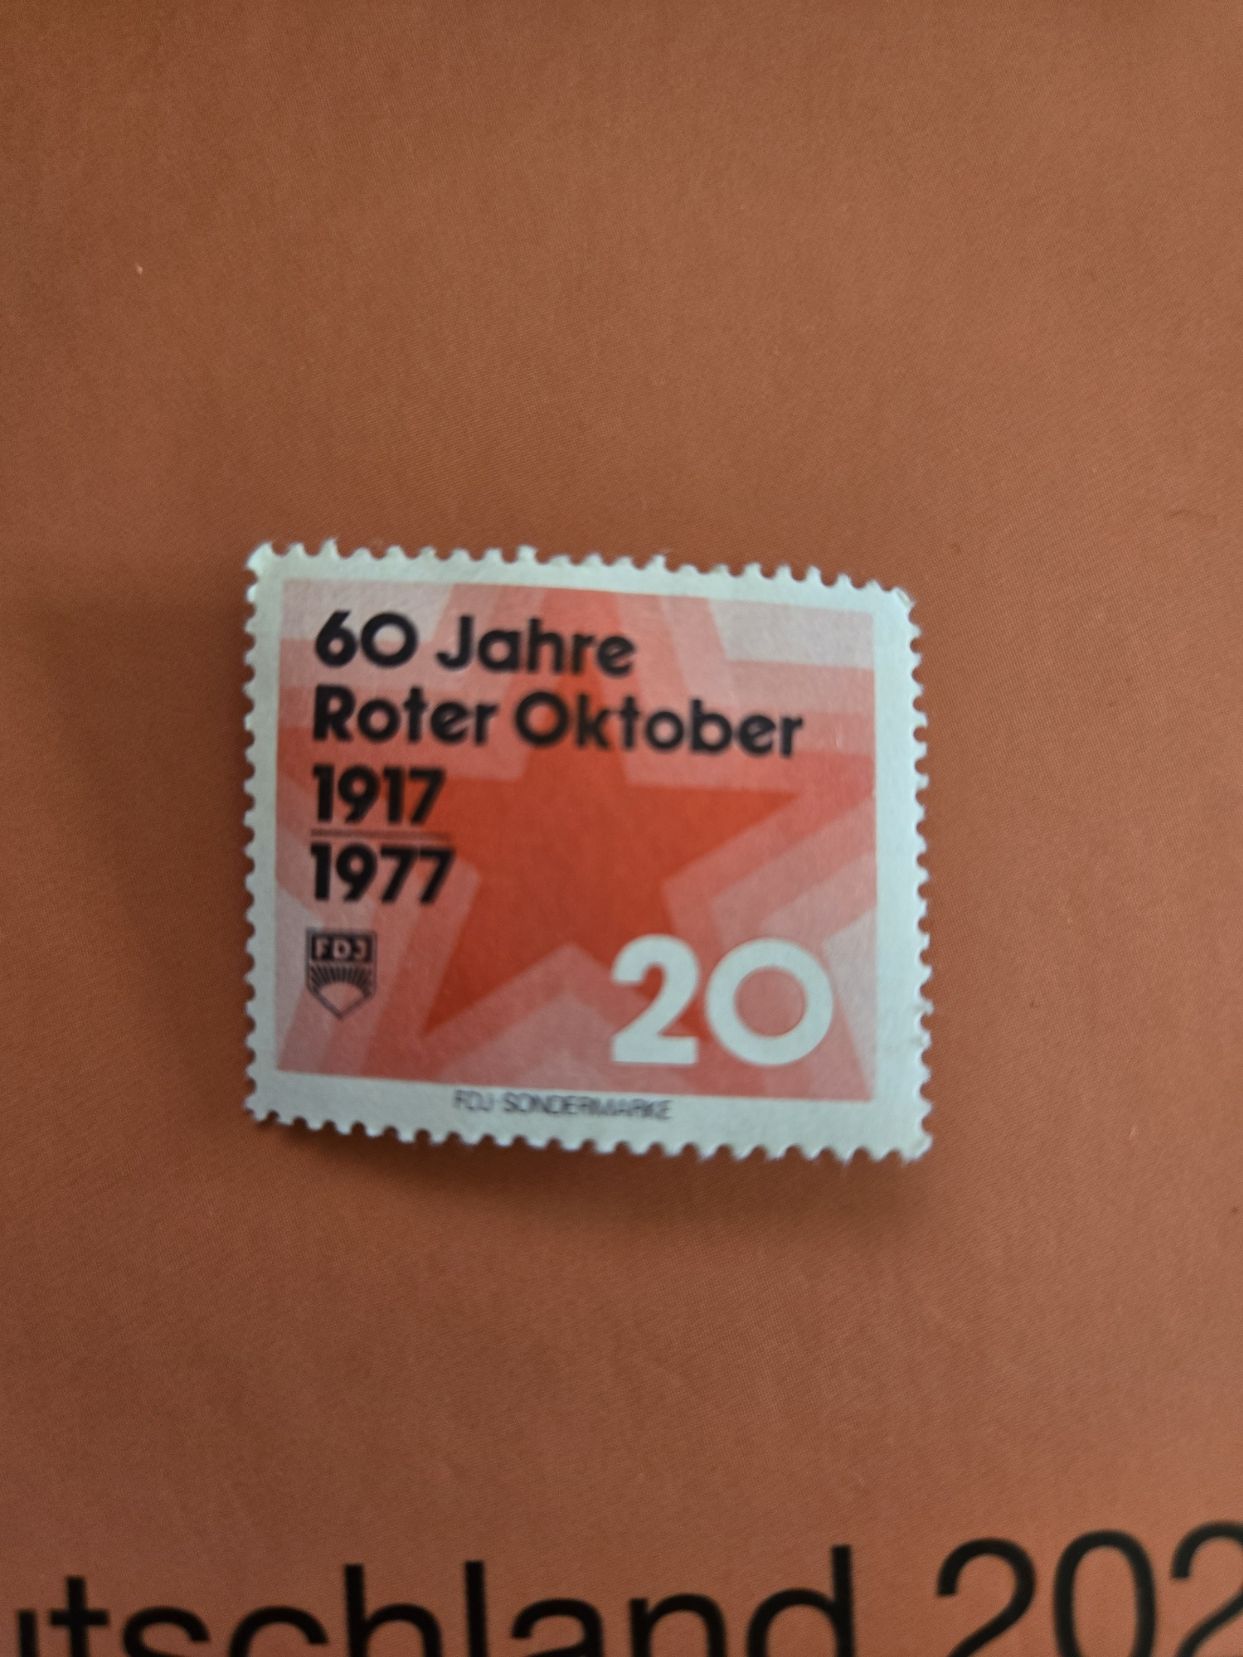 60 Jahre
Roter Oktober
1917
1977
FDJ
20
FDJ-SONDERMARKE
utschland 202